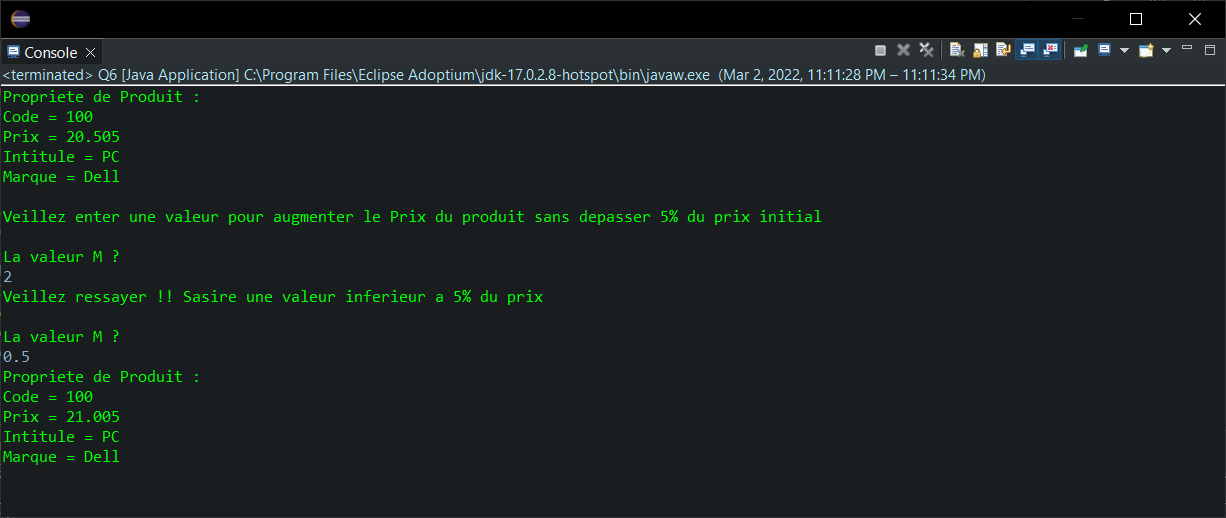 Console
<terminated> Q6 [Java Application] C:\Program Files\Eclipse Adoptium\jdk-17.0.2.8-hotspot\bin\javaw.exe (Mar 2, 2022, 11:11:28 PM – 11:11:34 PM)
Propriete de Produit :
Code = 100
Prix = 20.505
Intitule = PC
Marque = Dell
Veillez enter une valeur pour augmenter le Prix du produit sans depasser 5% du prix initial
La valeur M ?
2
Veillez ressayer !! Sasire une valeur inferieur a 5% du prix
La valeur M ?
0.5
Propriete de Produit :
Code = 100
Prix = 21.005
Intitule = PC
Marque = Dell